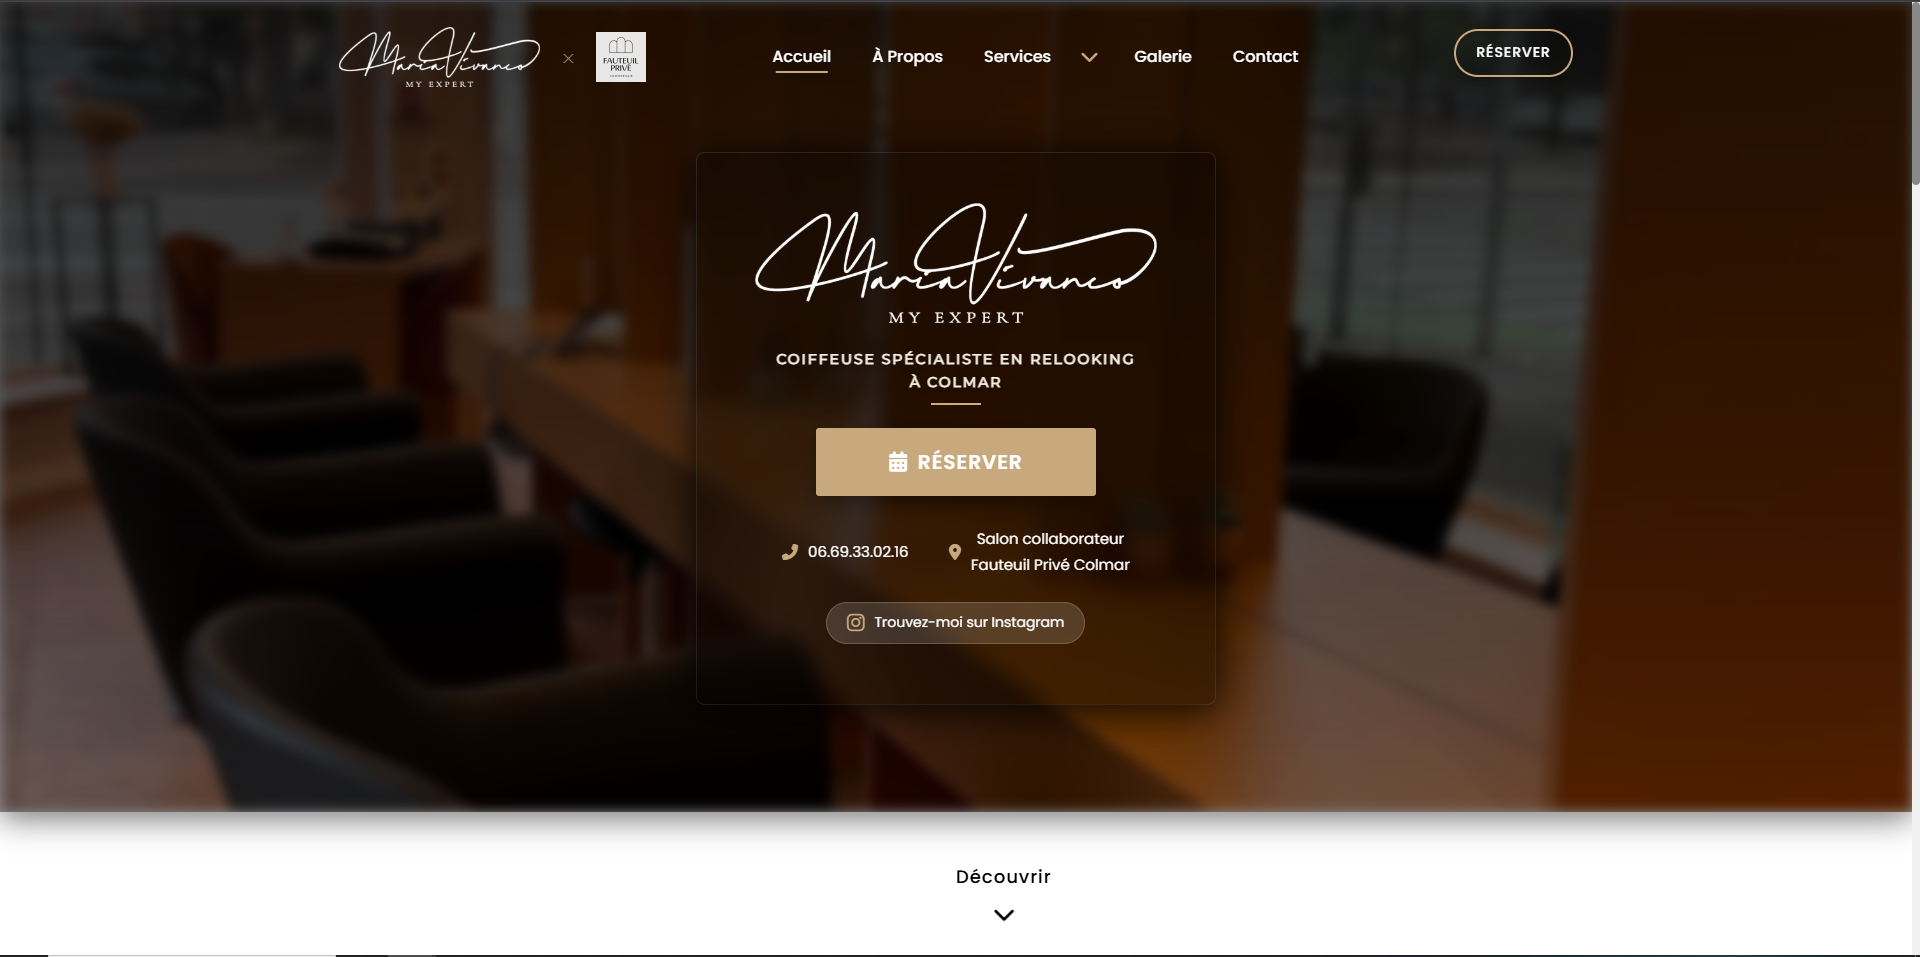 Maria Vivanco
MY EXPERT
×
FAUTEUIL
PRIVÉ
Accueil
À Propos
Services
Galerie
Contact
RÉSERVER
Maria Vivanco
MY EXPERT
COIFFEUSE SPÉCIALISTE EN RELOOKING
À COLMAR
RÉSERVER
06.69.33.02.16
Salon collaborateur
Fauteuil Privé Colmar
Trouvez-moi sur Instagram
Découvrir